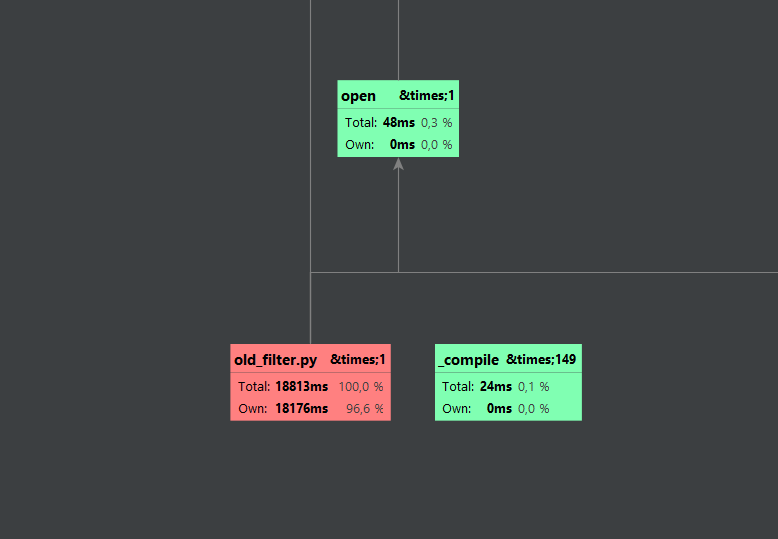 open &times;1
Total: 48ms 0,3 %
Own: 0ms 0,0 %
old_filter.py &times;1
Total: 18813ms 100,0 %
Own: 18176ms 96,6 %
_compile &times;149
Total: 24ms 0,1 %
Own: 0ms 0,0 %